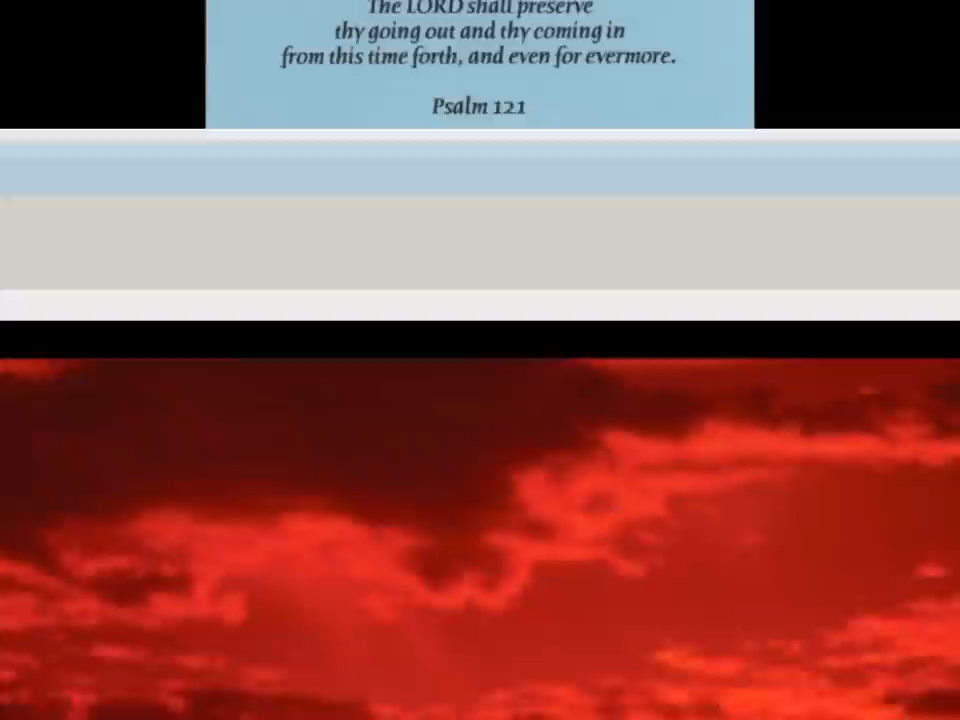 The LORD shall preserve
thy going out and thy coming in
from this time forth, and even for evermore.
Psalm 121